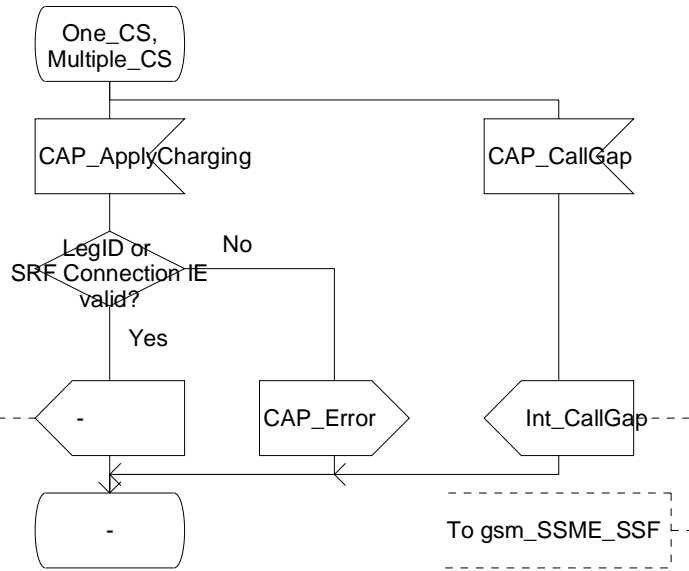 One_CS,
Multiple_CS
CAP_ApplyCharging
CAP_CallGap
LegID or
SRF Connection IE
valid?
No
Yes
-
CAP_Error
Int_CallGap
-
To gsm_SSME_SSF